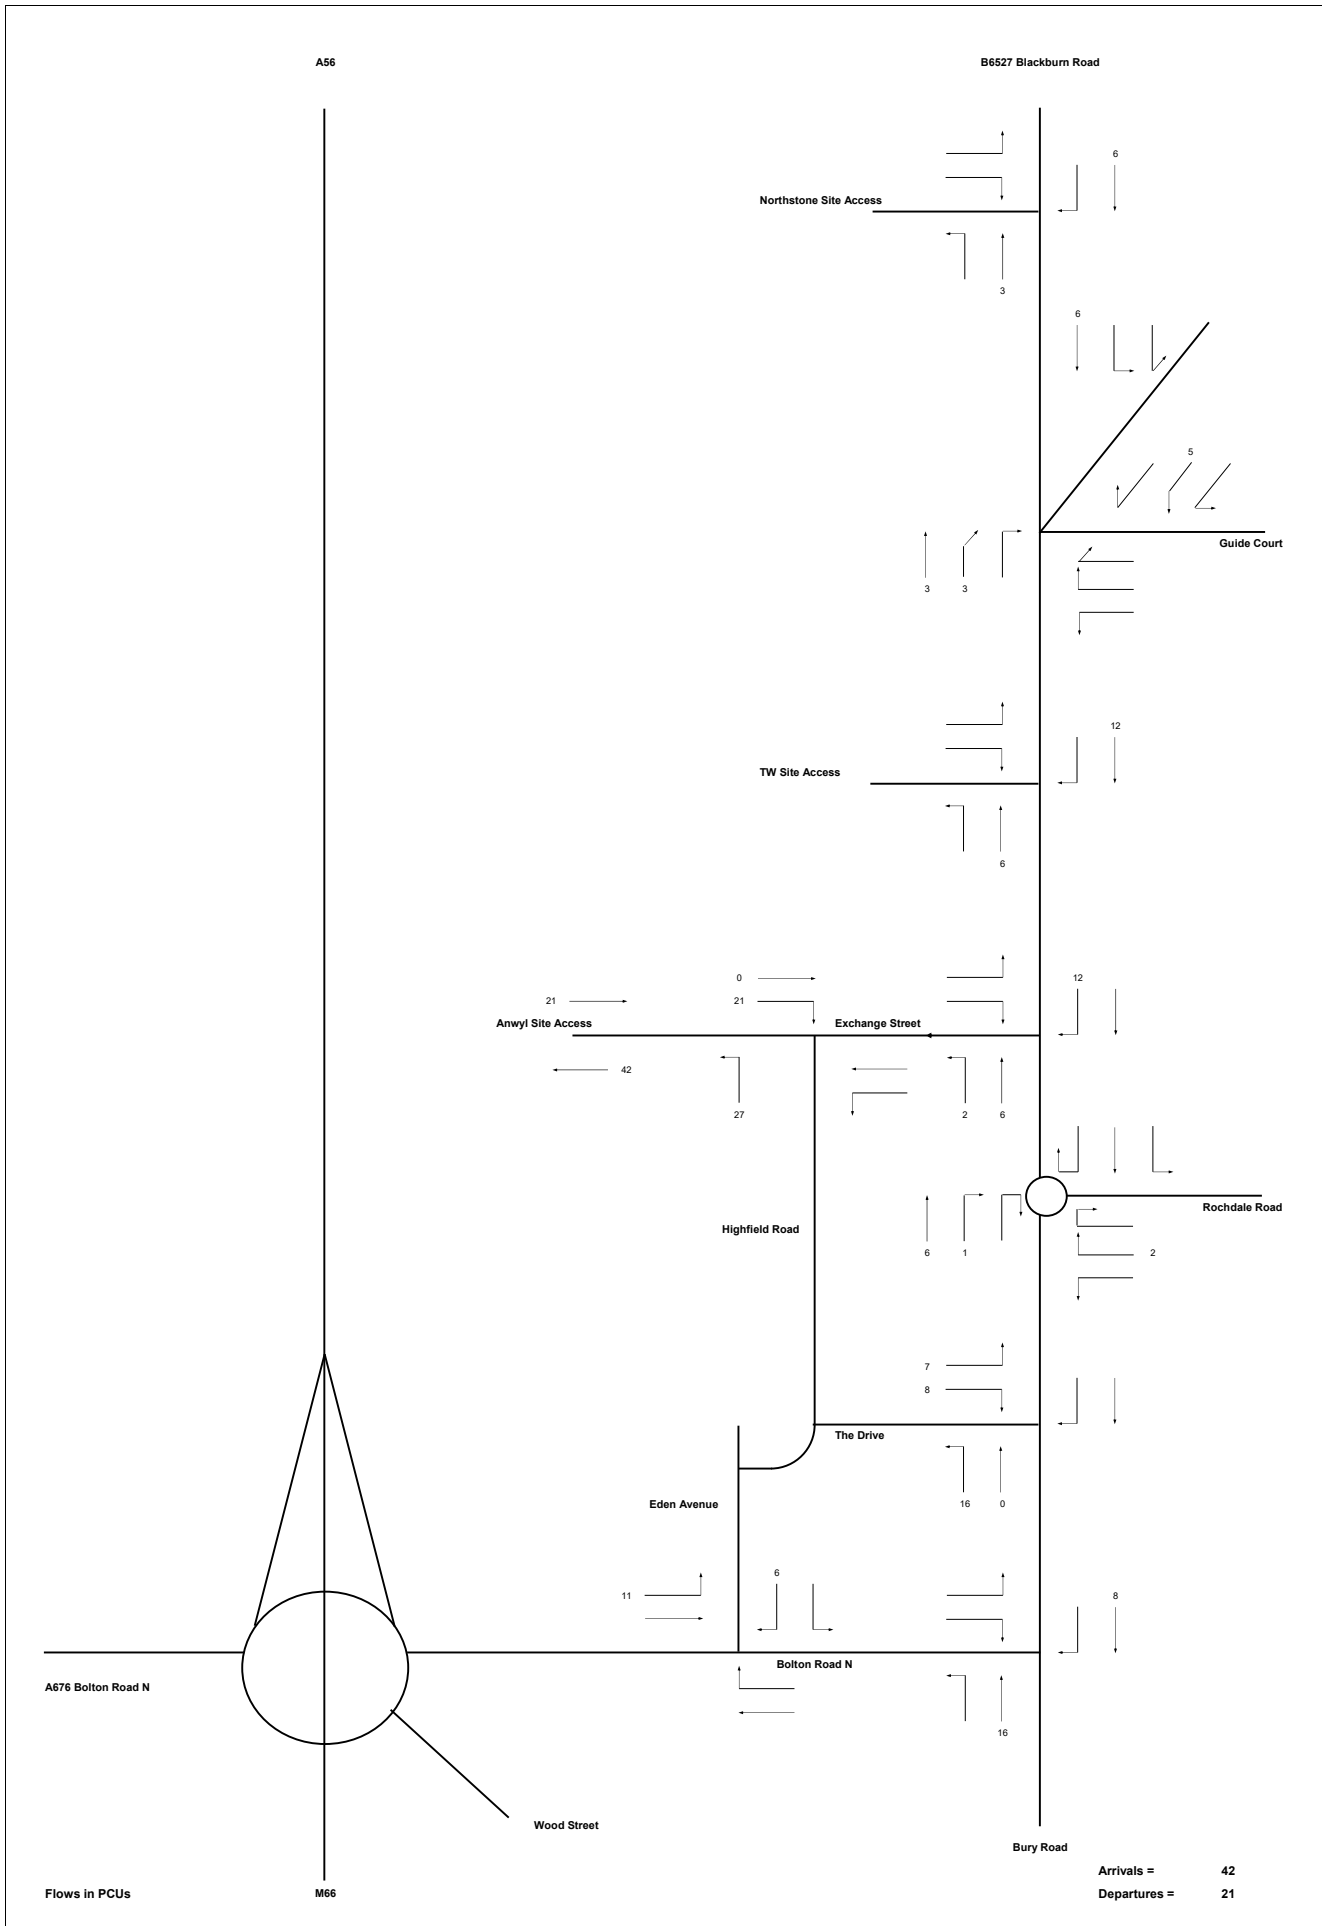 A56
B6527 Blackburn Road
6
Northstone Site Access
3
6
5
Guide Court
3
3
12
TW Site Access
6
0
12
21
21
Anwyl Site Access
Exchange Street
42
27
2
6
Rochdale Road
Highfield Road
6
1
2
7
8
The Drive
16
0
Eden Avenue
6
11
8
Bolton Road N
A676 Bolton Road N
16
Wood Street
Bury Road
Arrivals = 42
Flows in PCUs
M66
Departures = 21